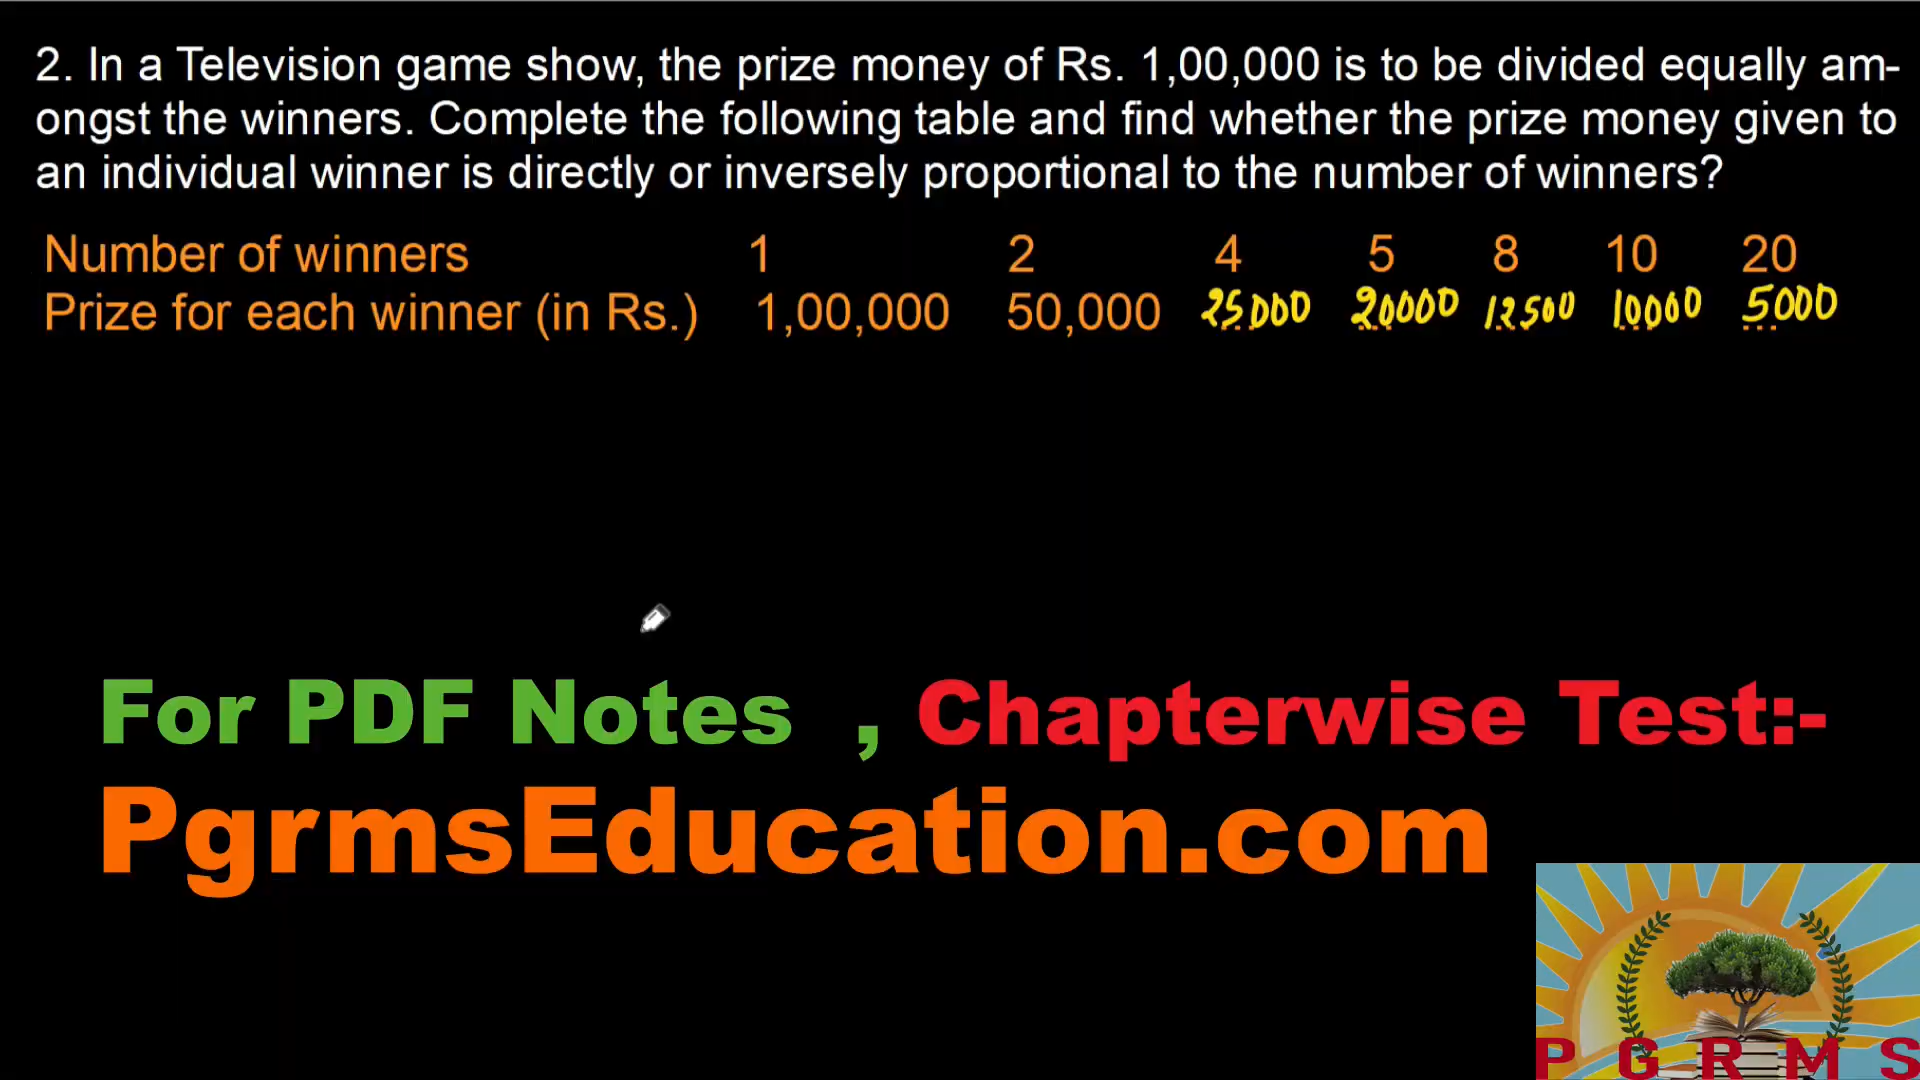 2. In a Television game show, the prize money of Rs. 1,00,000 is to be divided equally am-
ongst the winners. Complete the following table and find whether the prize money given to
an individual winner is directly or inversely proportional to the number of winners?
Number of winners 1 2 4 5 8 10 20
Prize for each winner (in Rs.) 1,00,000 50,000 25000 20000 12500 10000 5000
For PDF Notes , Chapterwise Test:-
PgrmsEducation.com
P G R M S